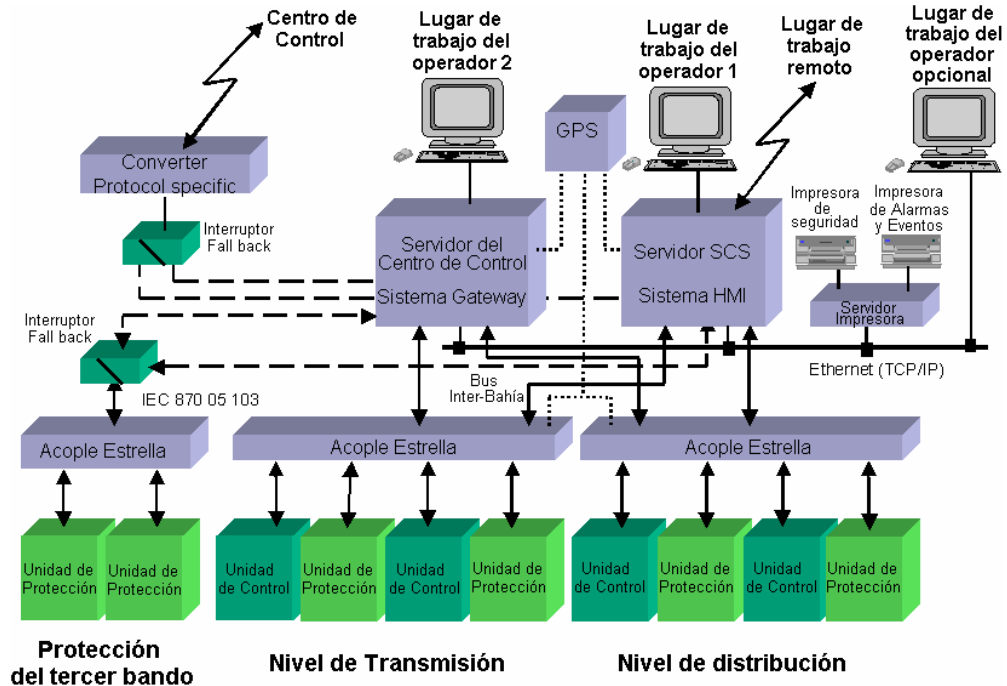 Centro de
Control
Lugar de
trabajo del
operador 2
Lugar de
trabajo del
operador 1
Lugar de
trabajo
remoto
Lugar de
trabajo del
operador
opcional
GPS
Converter
Protocol specific
Interruptor
Fall back
Servidor del
Centro de Control
Sistema Gateway
Servidor SCS
Sistema HMI
Impresora
de
seguridad
Impresora
de Alarmas
y Eventos
Servidor
Impresora
Interruptor
Fall back
IEC 870 05 103
Bus
Inter-Bahía
Ethernet (TCP/IP)
Acople Estrella
Acople Estrella
Acople Estrella
Unidad de
Protección
Unidad de
Protección
Unidad
de Control
Unidad de
Protección
Unidad
de Control
Unidad de
Protección
Unidad
de Control
Unidad de
Protección
Unidad
de Control
Unidad de
Protección
Protección
del tercer bando
Nivel de Transmisión
Nivel de distribución